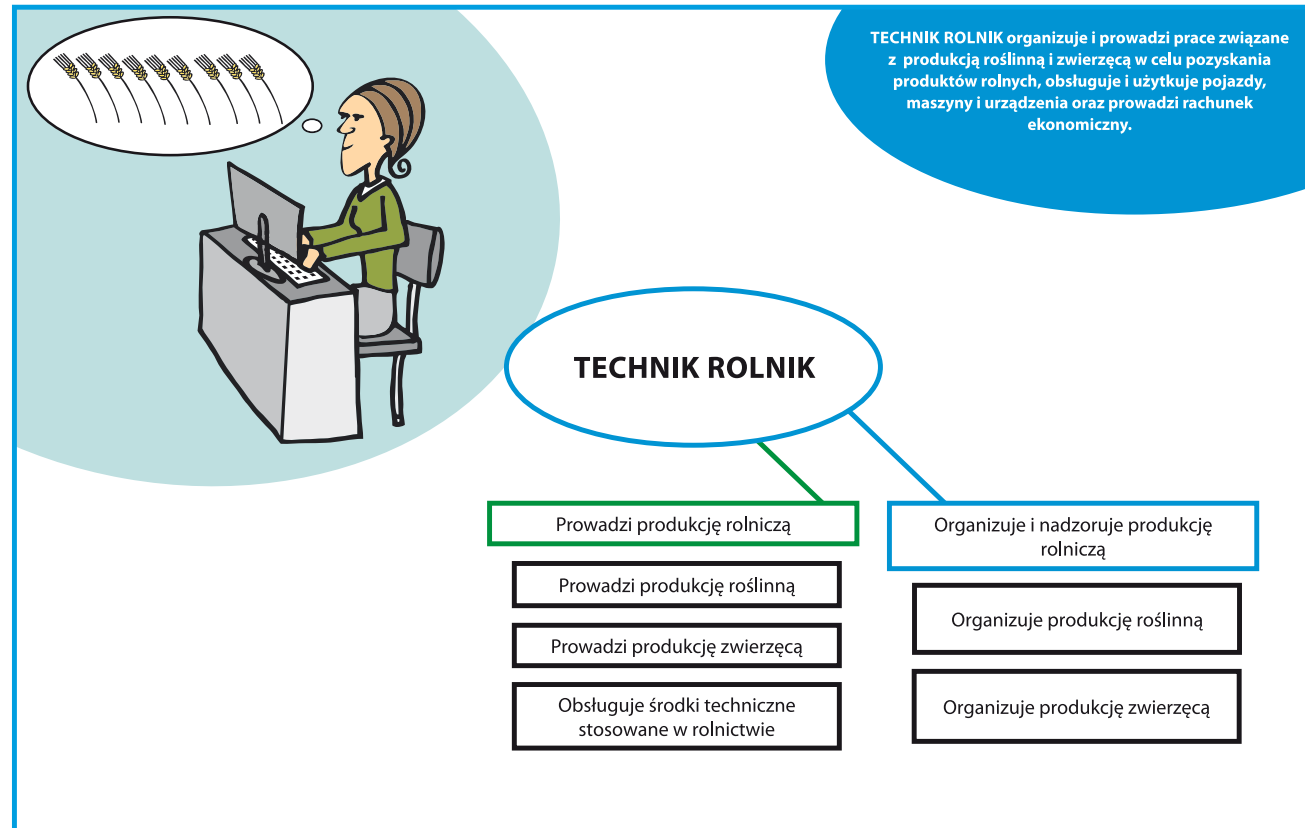 TECHNIK ROLNIK organizuje i prowadzi prace związane
z produkcją roślinną i zwierzęcą w celu pozyskania
produktów rolnych, obsługuje i użytkuje pojazdy,
maszyny i urządzenia oraz prowadzi rachunek
ekonomiczny.
TECHNIK ROLNIK
Prowadzi produkcję rolniczą
Prowadzi produkcję roślinną
Prowadzi produkcję zwierzęcą
Obsługuje środki techniczne
stosowane w rolnictwie
Organizuje i nadzoruje produkcję
rolniczą
Organizuje produkcję roślinną
Organizuje produkcję zwierzęcą